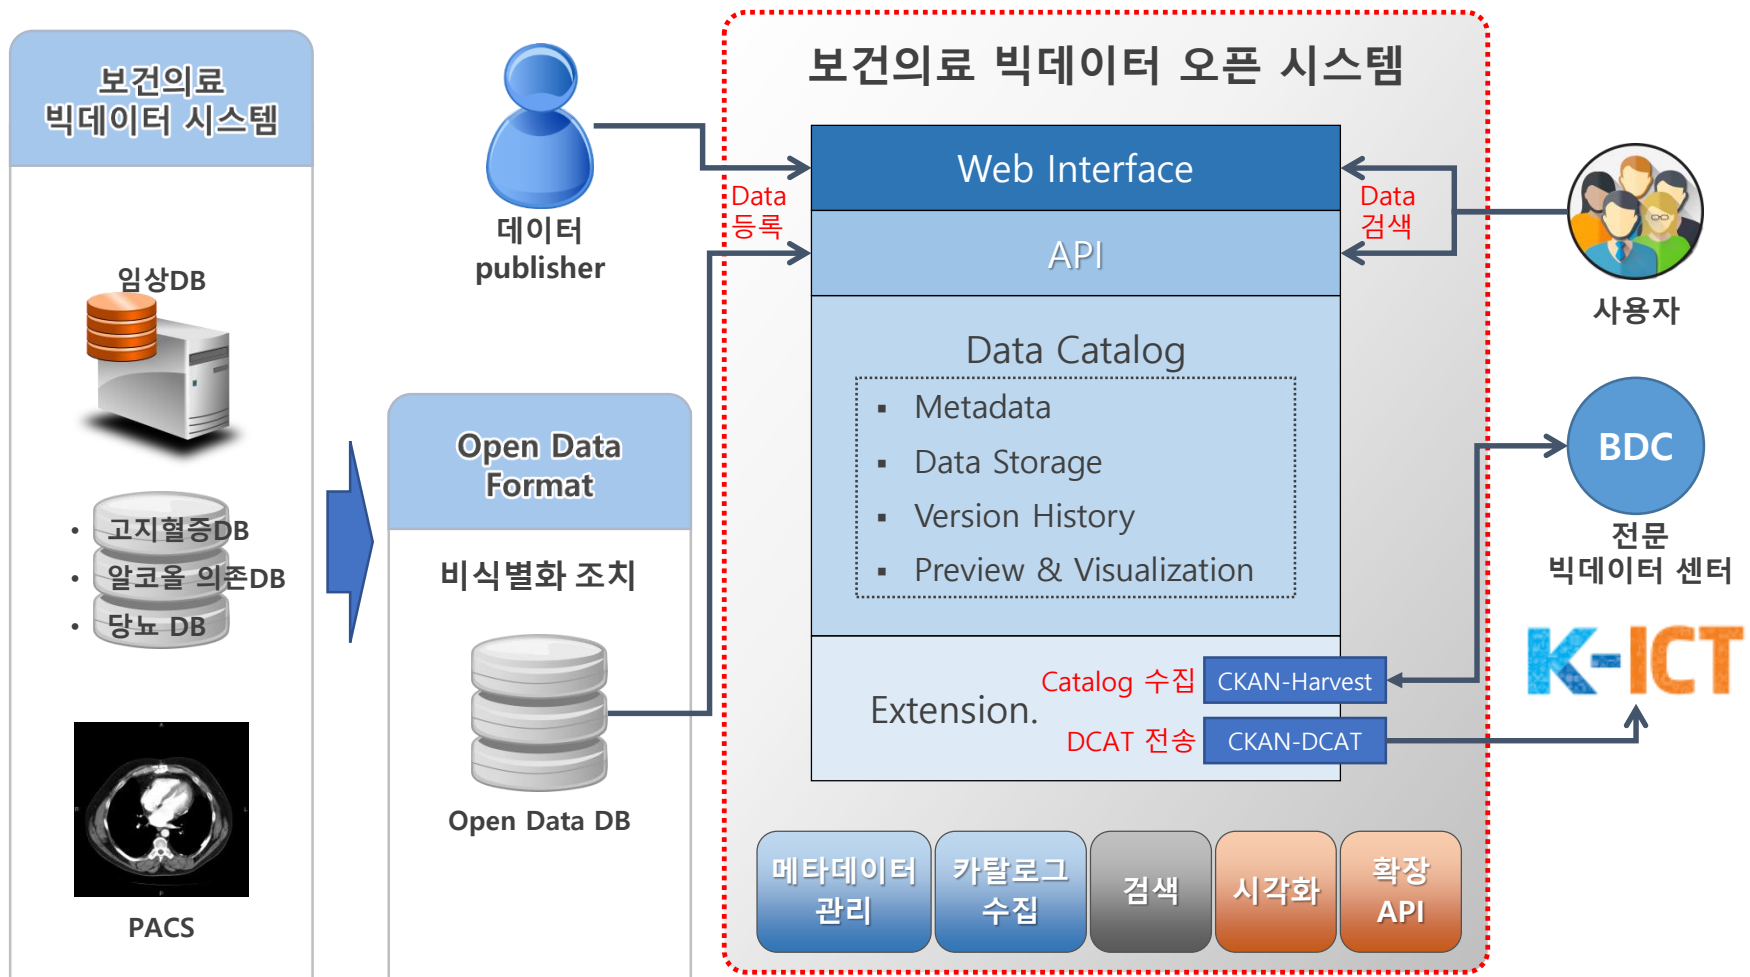 보건의료
빅데이터 시스템
임상DB
• 고지혈증DB
• 알코올 의존DB
• 당뇨 DB
PACS
Open Data
Format
비식별화 조치
Open Data DB
데이터
publisher
Data
등록
보건의료 빅데이터 오픈 시스템
Web Interface
API
Data Catalog
▪ Metadata
▪ Data Storage
▪ Version History
▪ Preview & Visualization
Extension.
Catalog 수집
CKAN-Harvest
DCAT 전송
CKAN-DCAT
Data
검색
메타데이터
관리
카탈로그
수집
검색
시각화
확장
API
사용자
BDC
전문
빅데이터 센터
K-ICT